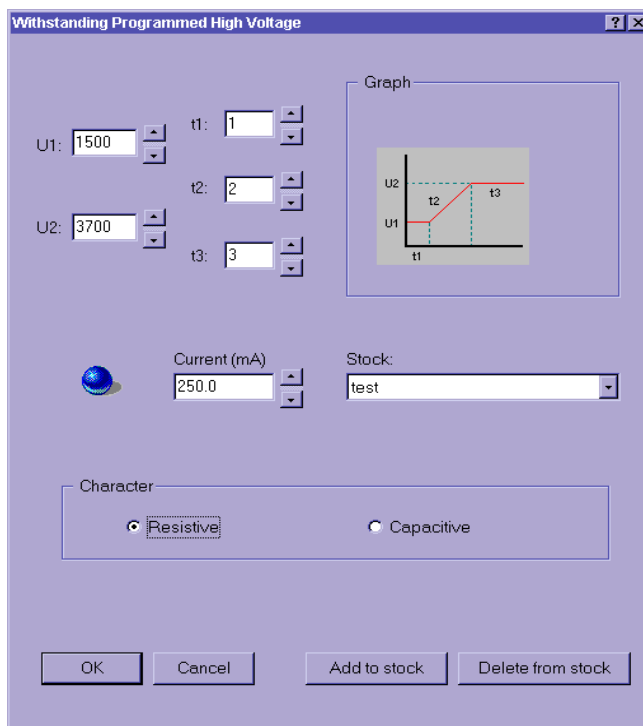 Withstanding Programmed High Voltage
U1: 1500
U2: 3700
t1: 1
t2: 2
t3: 3
Graph
U2
U1
t2
t3
t1
Current (mA)
250.0
Stock:
test
Character
Resistive
Capacitive
OK
Cancel
Add to stock
Delete from stock